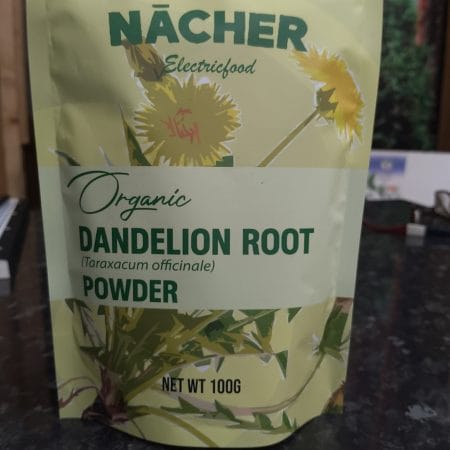 NĀCHER
Electricfood
Organic
DANDELION ROOT
(Taraxacum officinale)
POWDER
NET WT 100G